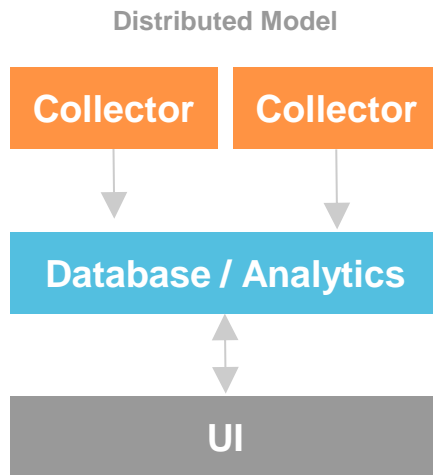 Distributed Model
Collector
Collector
Database / Analytics
UI